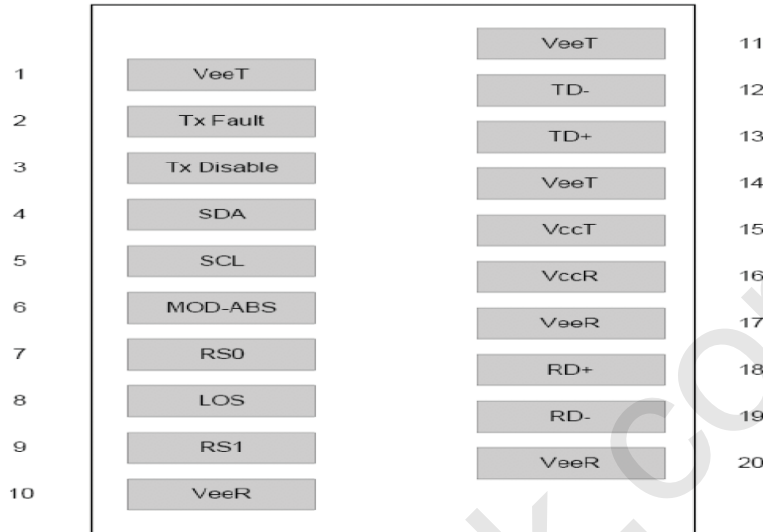 11 VeeT
1 VeeT
12 TD-
2 Tx Fault
13 TD+
3 Tx Disable
14 VeeT
4 SDA
15 VccT
5 SCL
16 VccR
6 MOD-ABS
17 VeeR
7 RS0
18 RD+
8 LOS
19 RD-
9 RS1
20 VeeR
10 VeeR